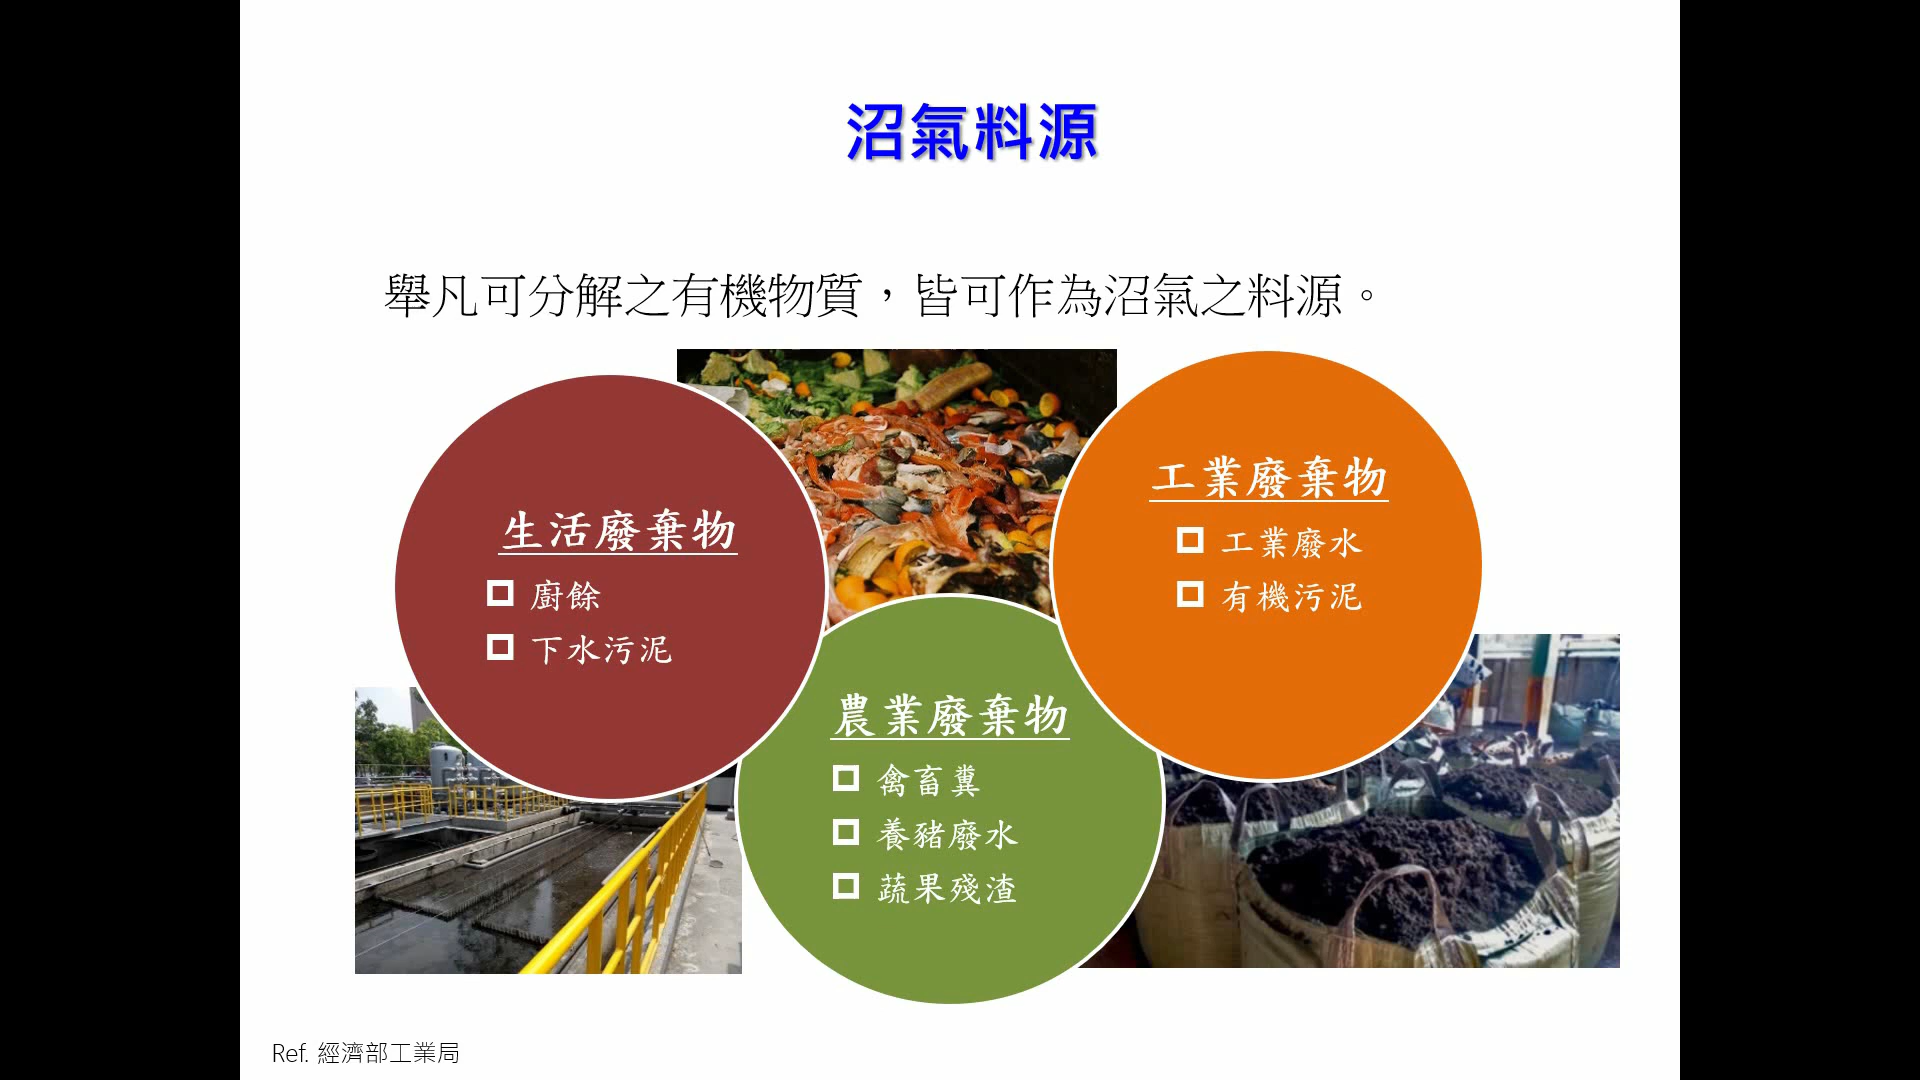 沼氣料源
舉凡可分解之有機物質，皆可作為沼氣之料源。
生活廢棄物
廚餘
下水污泥
農業廢棄物
禽畜糞
養豬廢水
蔬果殘渣
工業廢棄物
工業廢水
有機污泥
Ref. 經濟部工業局